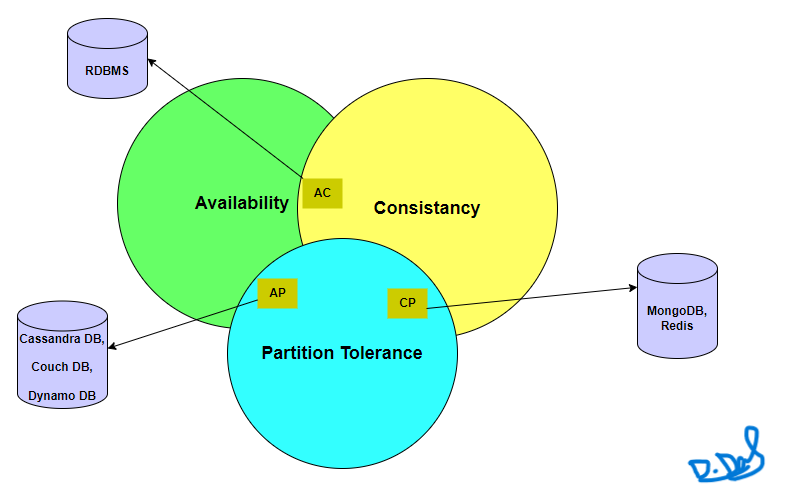 RDBMS
AC
Availability
Consistancy
AP
CP
MongoDB,
Redis
Cassandra DB,
Couch DB,
Dynamo DB
Partition Tolerance